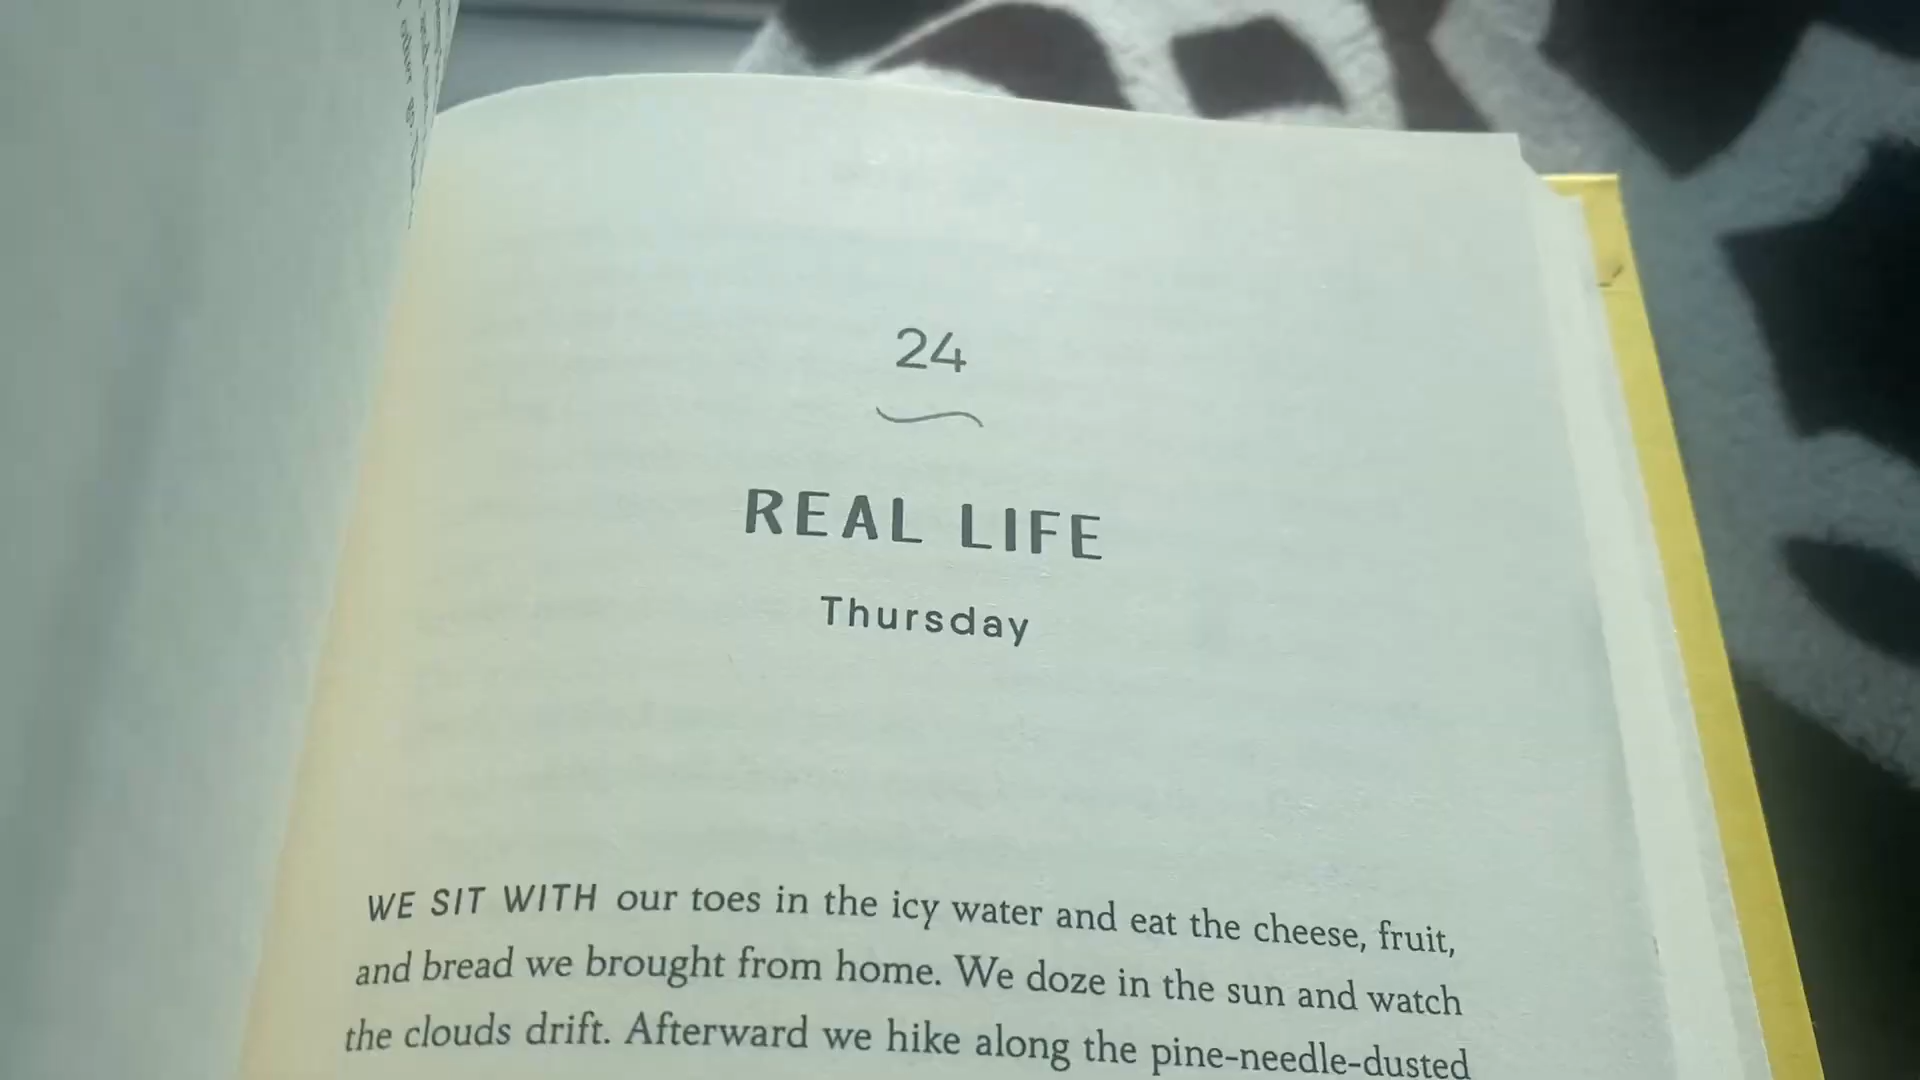 24
REAL LIFE
Thursday
WE SIT WITH our toes in the icy water and eat the cheese, fruit,
and bread we brought from home. We doze in the sun and watch
the clouds drift. Afterward we hike along the pine-needle-dusted